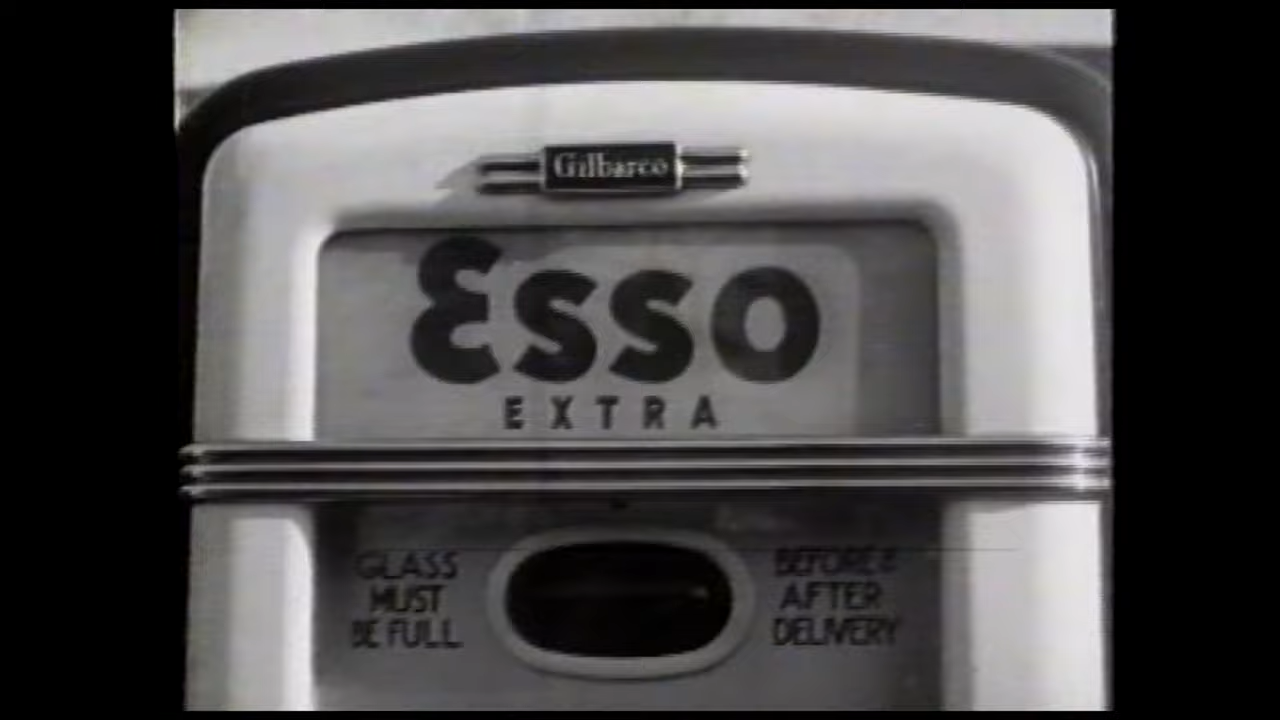 Gilbarco
Esso
EXTRA
GLASS
MUST
BE FULL
BEFORE &
AFTER
DELIVERY